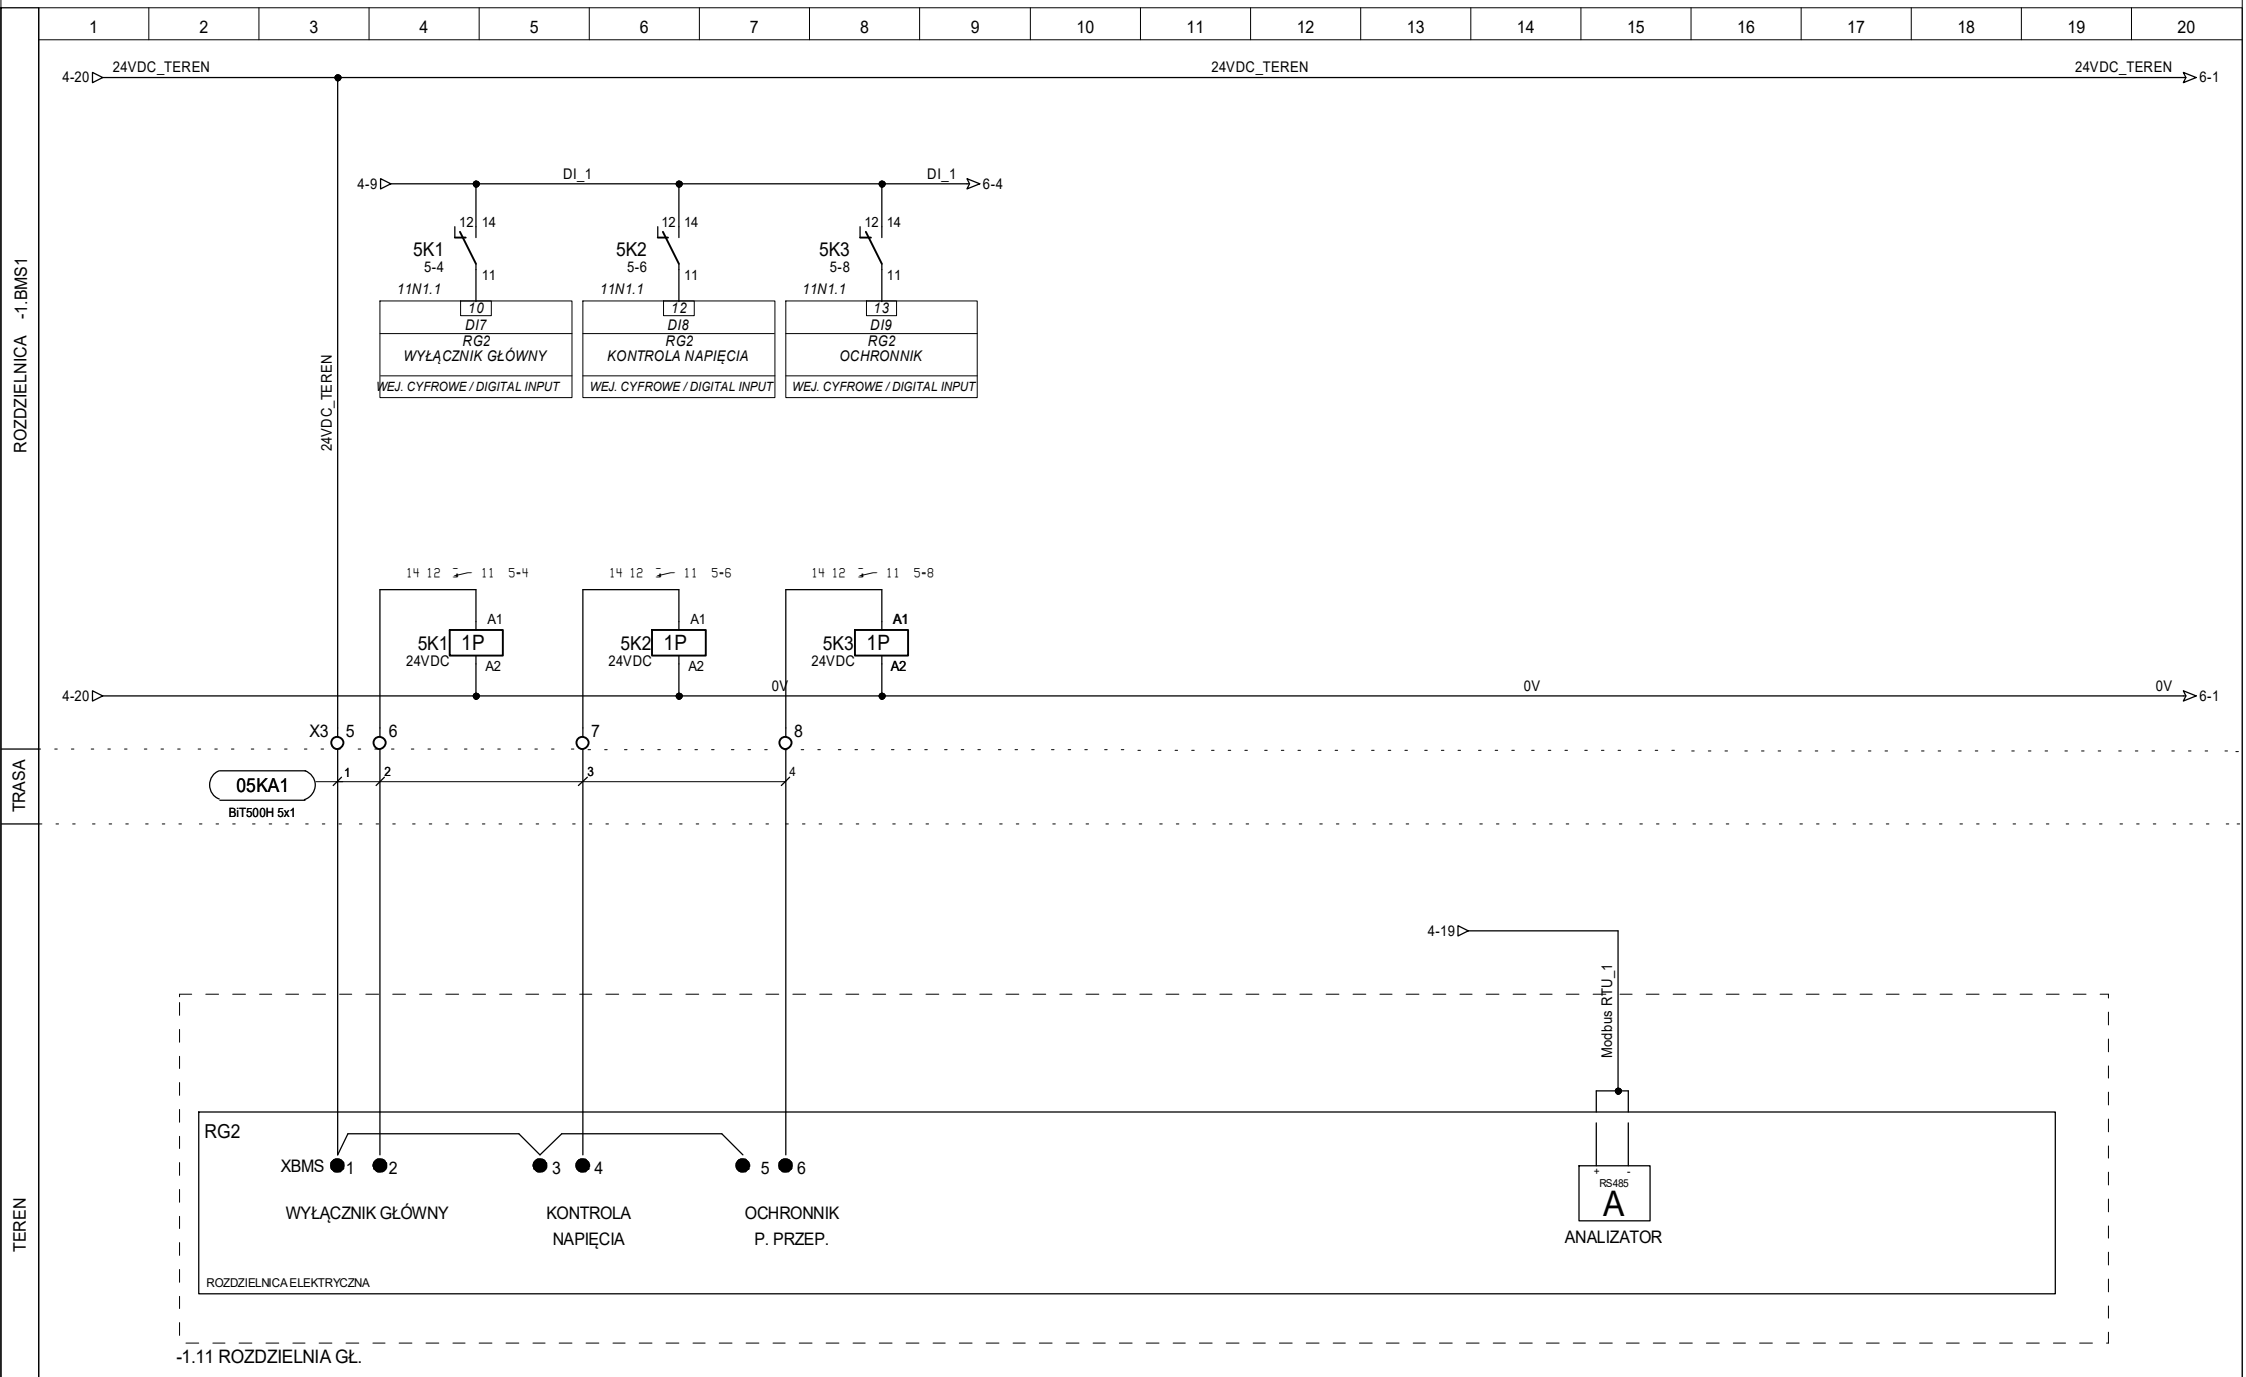 1 2 3 4 5 6 7 8 9 10 11 12 13 14 15 16 17 18 19 20
4-20 24VDC_TEREN 24VDC_TEREN 24VDC_TEREN 6-1
4-9 DI_1 DI_1 6-4
12 14 12 14 12 14
5K1 5K2 5K3
5-4 5-6 5-8
11 11 11
11N1.1 11N1.1 11N1.1
10 12 13
DI7 DI8 DI9
RG2 RG2 RG2
WYŁĄCZNIK GŁÓWNY KONTROLA NAPIĘCIA OCHRONNIK
WEJ. CYFROWE / DIGITAL INPUT WEJ. CYFROWE / DIGITAL INPUT WEJ. CYFROWE / DIGITAL INPUT
24VDC_TEREN
ROZDZIELNICA -1.BMS1
14 12 11 5-4 14 12 11 5-6 14 12 11 5-8
A1 A1 A1
5K1 1P 5K2 1P 5K3 1P
24VDC A2 24VDC A2 24VDC A2
4-20 0V 0V 0V 6-1
X3 5 6 7 8
TRASA
05KA1 1 2 3 4
BiT500H 5x1
4-19
Modbus RTU_1
TEREN
RG2
XBMS 1 2 3 4 5 6
+ -
RS485
A
WYŁĄCZNIK GŁÓWNY KONTROLA OCHRONNIK
NAPIĘCIA P. PRZEP.
ANALIZATOR
ROZDZIELNICA ELEKTRYCZNA
-1.11 ROZDZIELNIA GŁ.